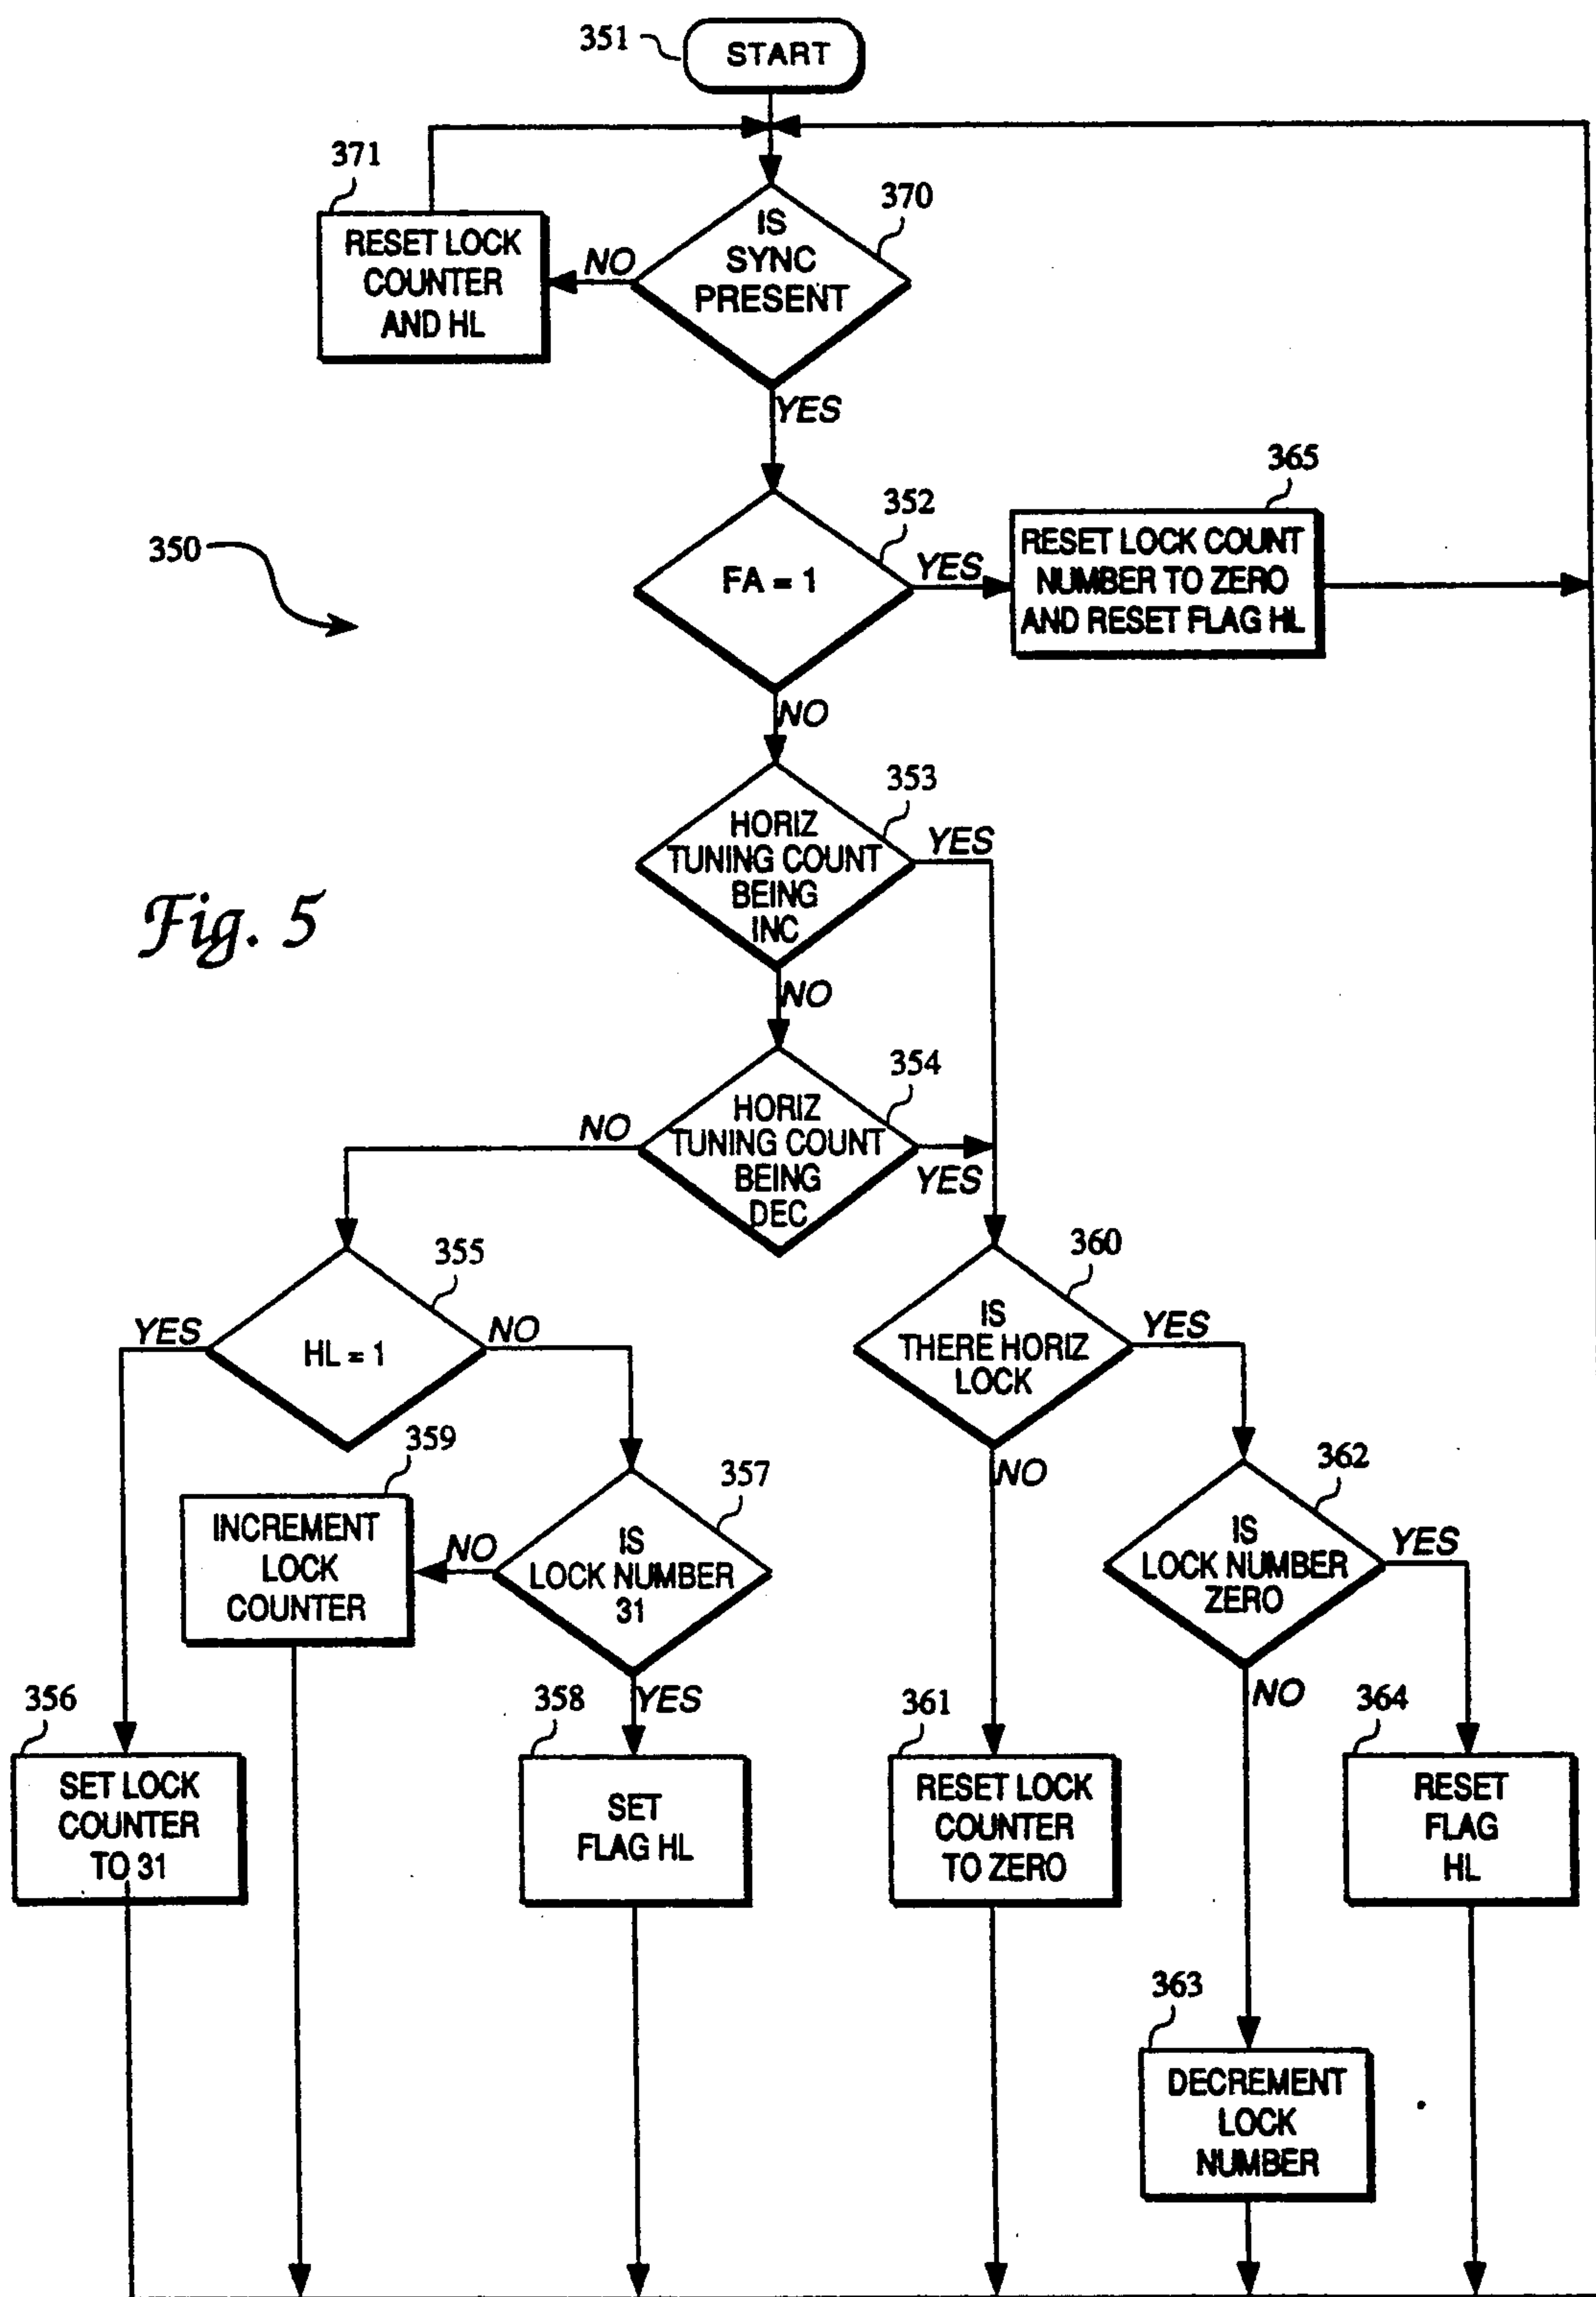 351
START
371
370
RESET LOCK
COUNTER
AND HL
NO
IS
SYNC
PRESENT
YES
365
352
350
FA = 1
YES
RESET LOCK COUNT
NUMBER TO ZERO
AND RESET FLAG HL
NO
353
HORIZ
TUNING COUNT
BEING
INC
YES
Fig. 5
NO
354
NO
HORIZ
TUNING COUNT
BEING
DEC
YES
355
360
YES
HL = 1
NO
IS
THERE HORIZ
LOCK
YES
359
NO
357
362
INCREMENT
LOCK
COUNTER
NO
IS
LOCK NUMBER
31
IS
LOCK NUMBER
ZERO
YES
356
358
YES
361
NO
364
SET LOCK
COUNTER
TO 31
SET
FLAG HL
RESET LOCK
COUNTER
TO ZERO
RESET
FLAG
HL
363
DECREMENT
LOCK
NUMBER